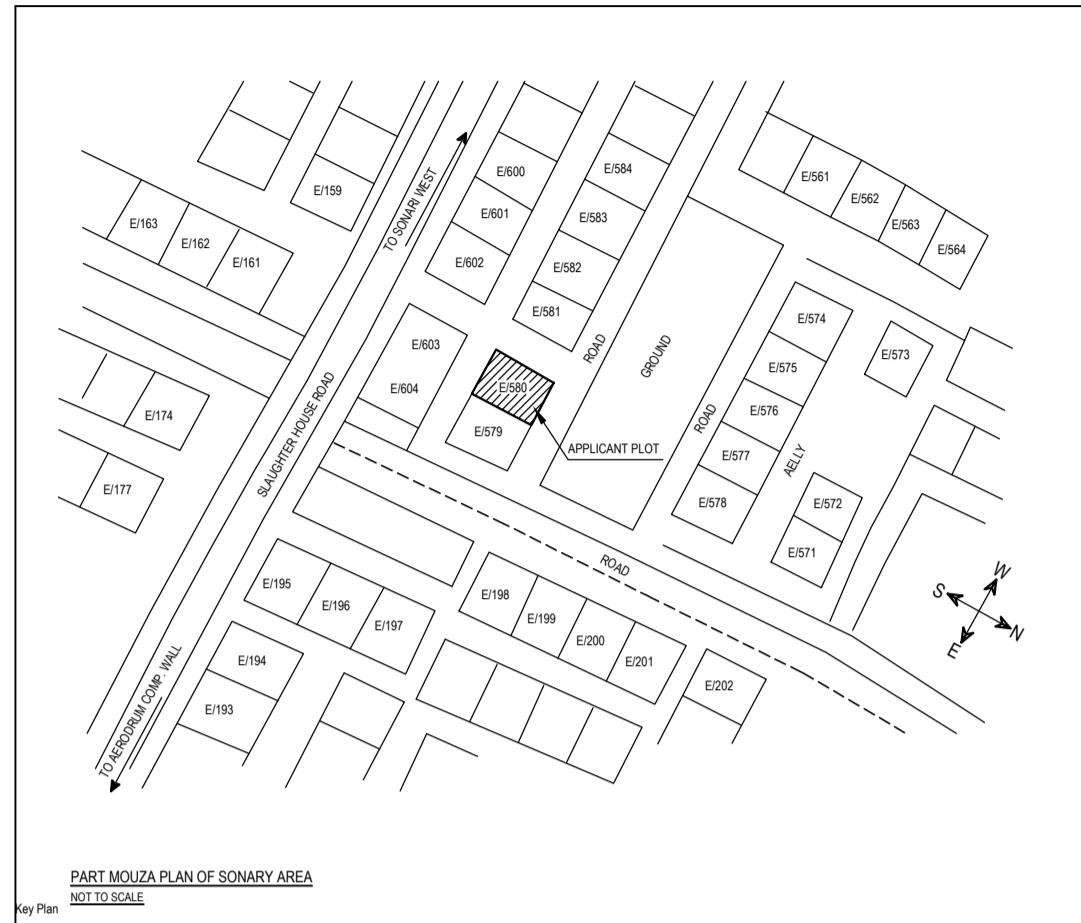 E/159
E/163
E/162
E/161
E/174
E/177
TO SONARI WEST
SLAUGHTER HOUSE ROAD
TO AERODRUM COMP. WALL
E/600
E/601
E/602
E/603
E/604
E/584
E/583
E/582
E/581
E/580
E/579
APPLICANT PLOT
ROAD
GROUND
ROAD
E/561
E/562
E/563
E/564
E/573
E/574
E/575
E/576
E/577
E/578
AELLY
E/572
E/571
ROAD
E/195
E/196
E/197
E/198
E/199
E/200
E/201
E/202
E/194
E/193
W
S
N
E
PART MOUZA PLAN OF SONARY AREA
NOT TO SCALE
Key Plan